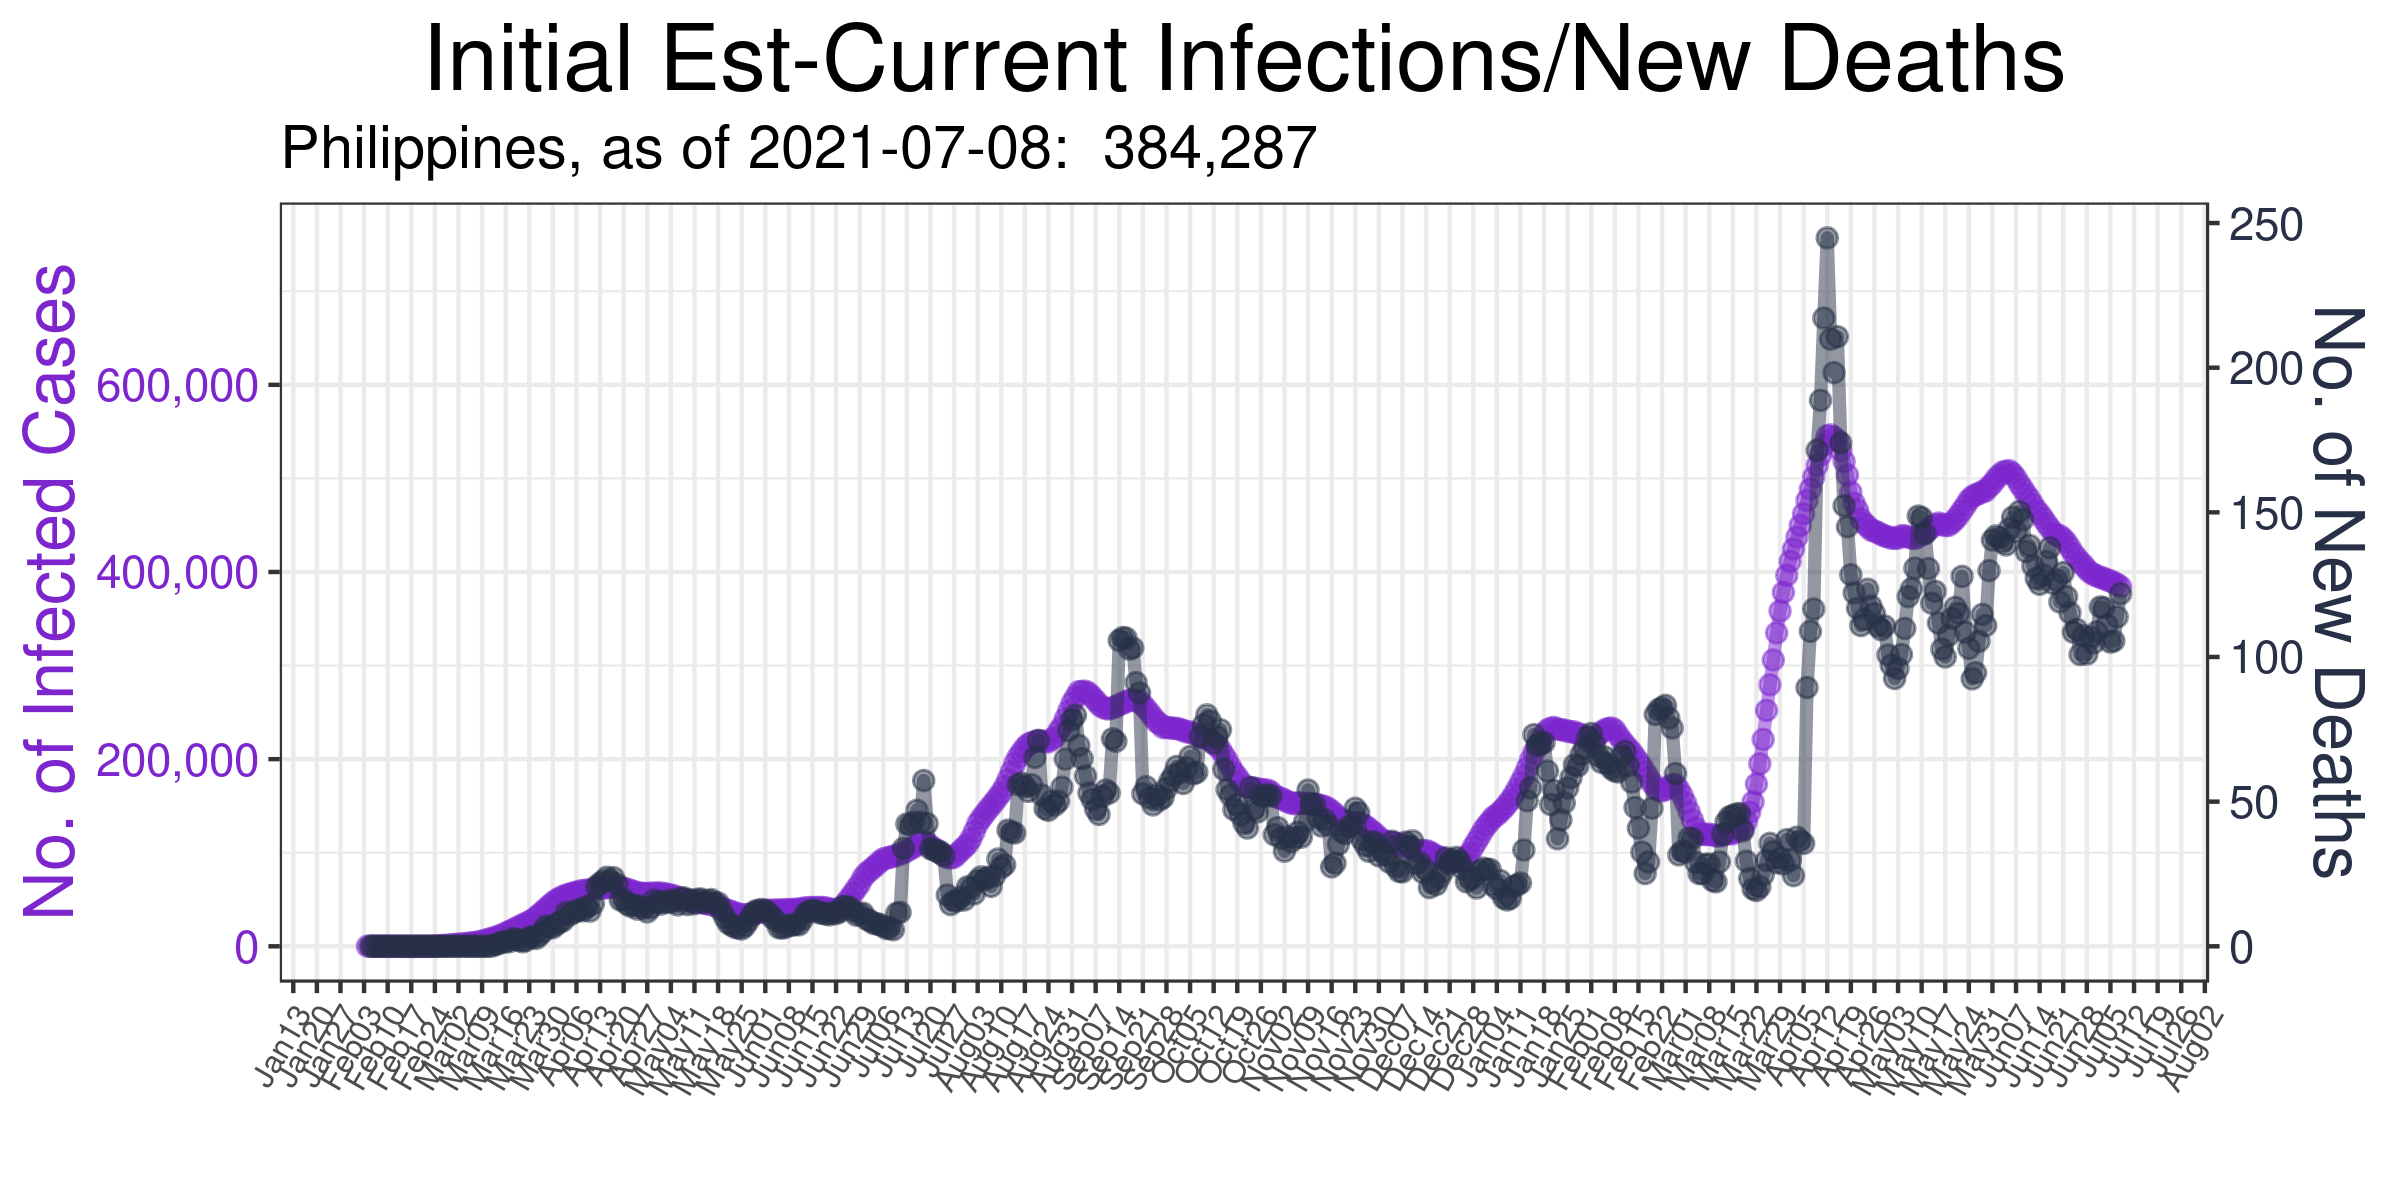 Initial Est-Current Infections/New Deaths
Philippines, as of 2021-07-08:  384,287
No. of Infected Cases
600,000
400,000
200,000
0
250
200
150
100
50
0
No. of New Deaths
Jan13
Jan20
Jan27
Feb03
Feb10
Feb17
Feb24
Mar02
Mar09
Mar16
Mar23
Mar30
Apr06
Apr13
Apr20
Apr27
May04
May11
May18
May25
Jun01
Jun08
Jun15
Jun22
Jun29
Jul06
Jul13
Jul20
Jul27
Aug03
Aug10
Aug17
Aug24
Aug31
Sep07
Sep14
Sep21
Sep28
Oct05
Oct12
Oct19
Oct26
Nov02
Nov09
Nov16
Nov23
Nov30
Dec07
Dec14
Dec21
Dec28
Jan04
Jan11
Jan18
Jan25
Feb01
Feb08
Feb15
Feb22
Mar01
Mar08
Mar15
Mar22
Mar29
Apr05
Apr12
Apr19
Apr26
May03
May10
May17
May24
May31
Jun07
Jun14
Jun21
Jun28
Jul05
Jul12
Jul19
Jul26
Aug02